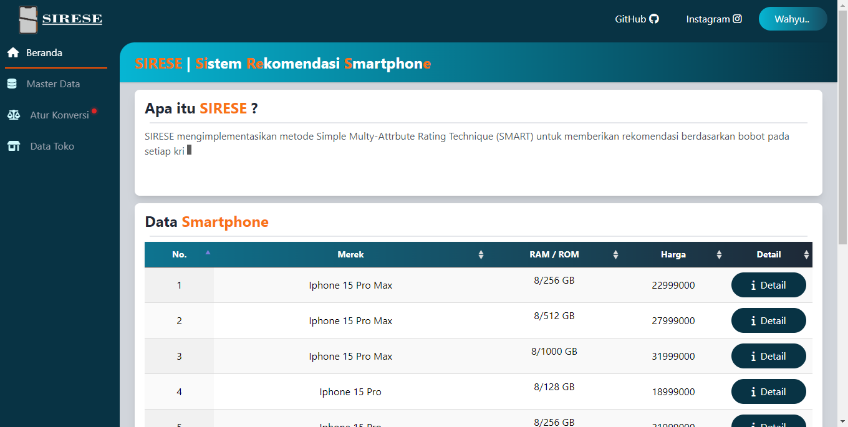 SIRESE
GitHub
Instagram
Wahyu..
Beranda
Master Data
Atur Konversi
Data Toko
SIRESE | Sistem Rekomendasi Smartphone
Apa itu SIRESE ?
SIRESE mengimplementasikan metode Simple Multy-Attrbute Rating Technique (SMART) untuk memberikan rekomendasi berdasarkan bobot pada
setiap kri
Data Smartphone
No. Merek RAM / ROM Harga Detail
1 Iphone 15 Pro Max 8/256 GB 22999000 Detail
2 Iphone 15 Pro Max 8/512 GB 27999000 Detail
3 Iphone 15 Pro Max 8/1000 GB 31999000 Detail
4 Iphone 15 Pro 8/128 GB 18999000 Detail
Iphone 15 Pro 8/256 GB Detail